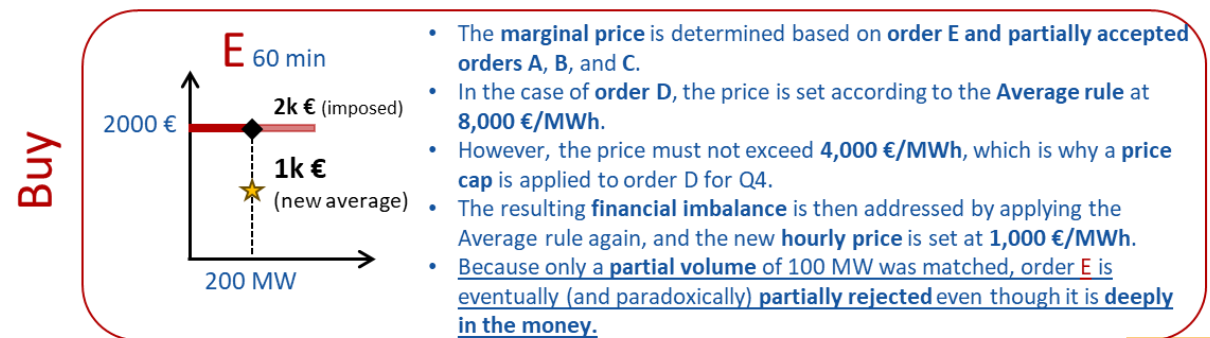 Buy
E 60 min
2000 €
2k € (imposed)
1k €
(new average)
200 MW
• The marginal price is determined based on order E and partially accepted
orders A, B, and C.
• In the case of order D, the price is set according to the Average rule at
8,000 €/MWh.
• However, the price must not exceed 4,000 €/MWh, which is why a price
cap is applied to order D for Q4.
• The resulting financial imbalance is then addressed by applying the
Average rule again, and the new hourly price is set at 1,000 €/MWh.
• Because only a partial volume of 100 MW was matched, order E is
eventually (and paradoxically) partially rejected even though it is deeply
in the money.